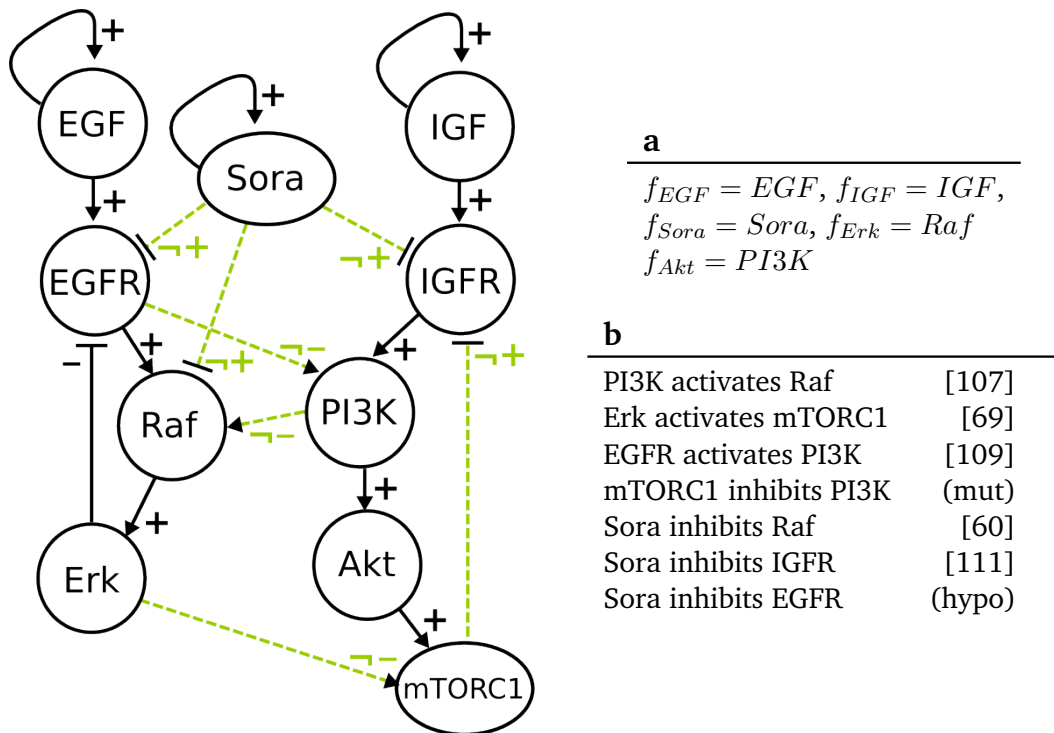 +
+
EGF
+
IGF
Sora
+
+
¬+
¬+
EGFR
IGFR
+
¬−
−
¬+
+
¬+
Raf
PI3K
¬−
+
+
Erk
Akt
+
¬−
mTORC1
a
f_EGF = EGF, f_IGF = IGF,
f_Sora = Sora, f_Erk = Raf
f_Akt = PI3K
b
PI3K activates Raf [107]
Erk activates mTORC1 [69]
EGFR activates PI3K [109]
mTORC1 inhibits PI3K (mut)
Sora inhibits Raf [60]
Sora inhibits IGFR [111]
Sora inhibits EGFR (hypo)